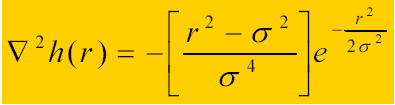 ∇²h(r) = −[(r² − σ²) / σ⁴] e^(−r² / 2σ²)